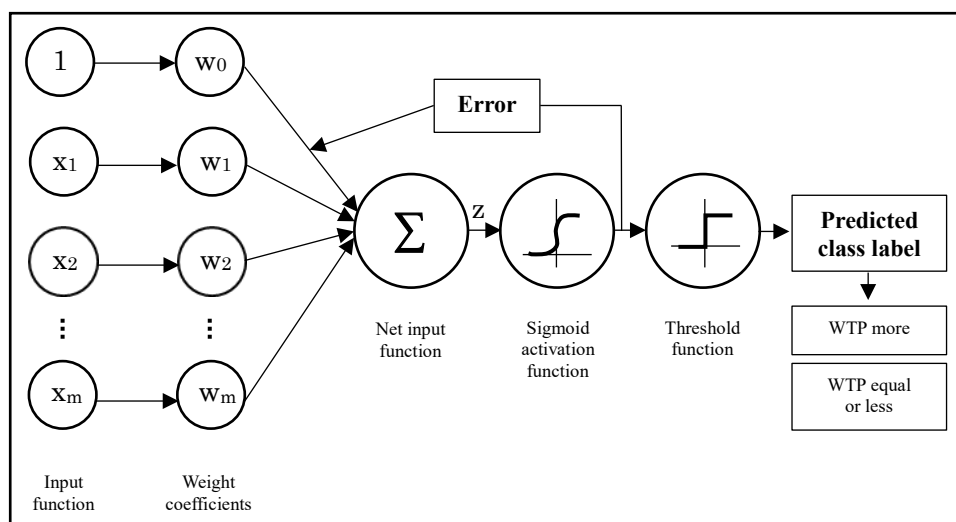 1
w0
Error
x1
w1
Σ
z
Predicted
class label
x2
w2
⋮
⋮
Net input
function
Sigmoid
activation
function
Threshold
function
WTP more
WTP equal
or less
xm
wm
Input
function
Weight
coefficients